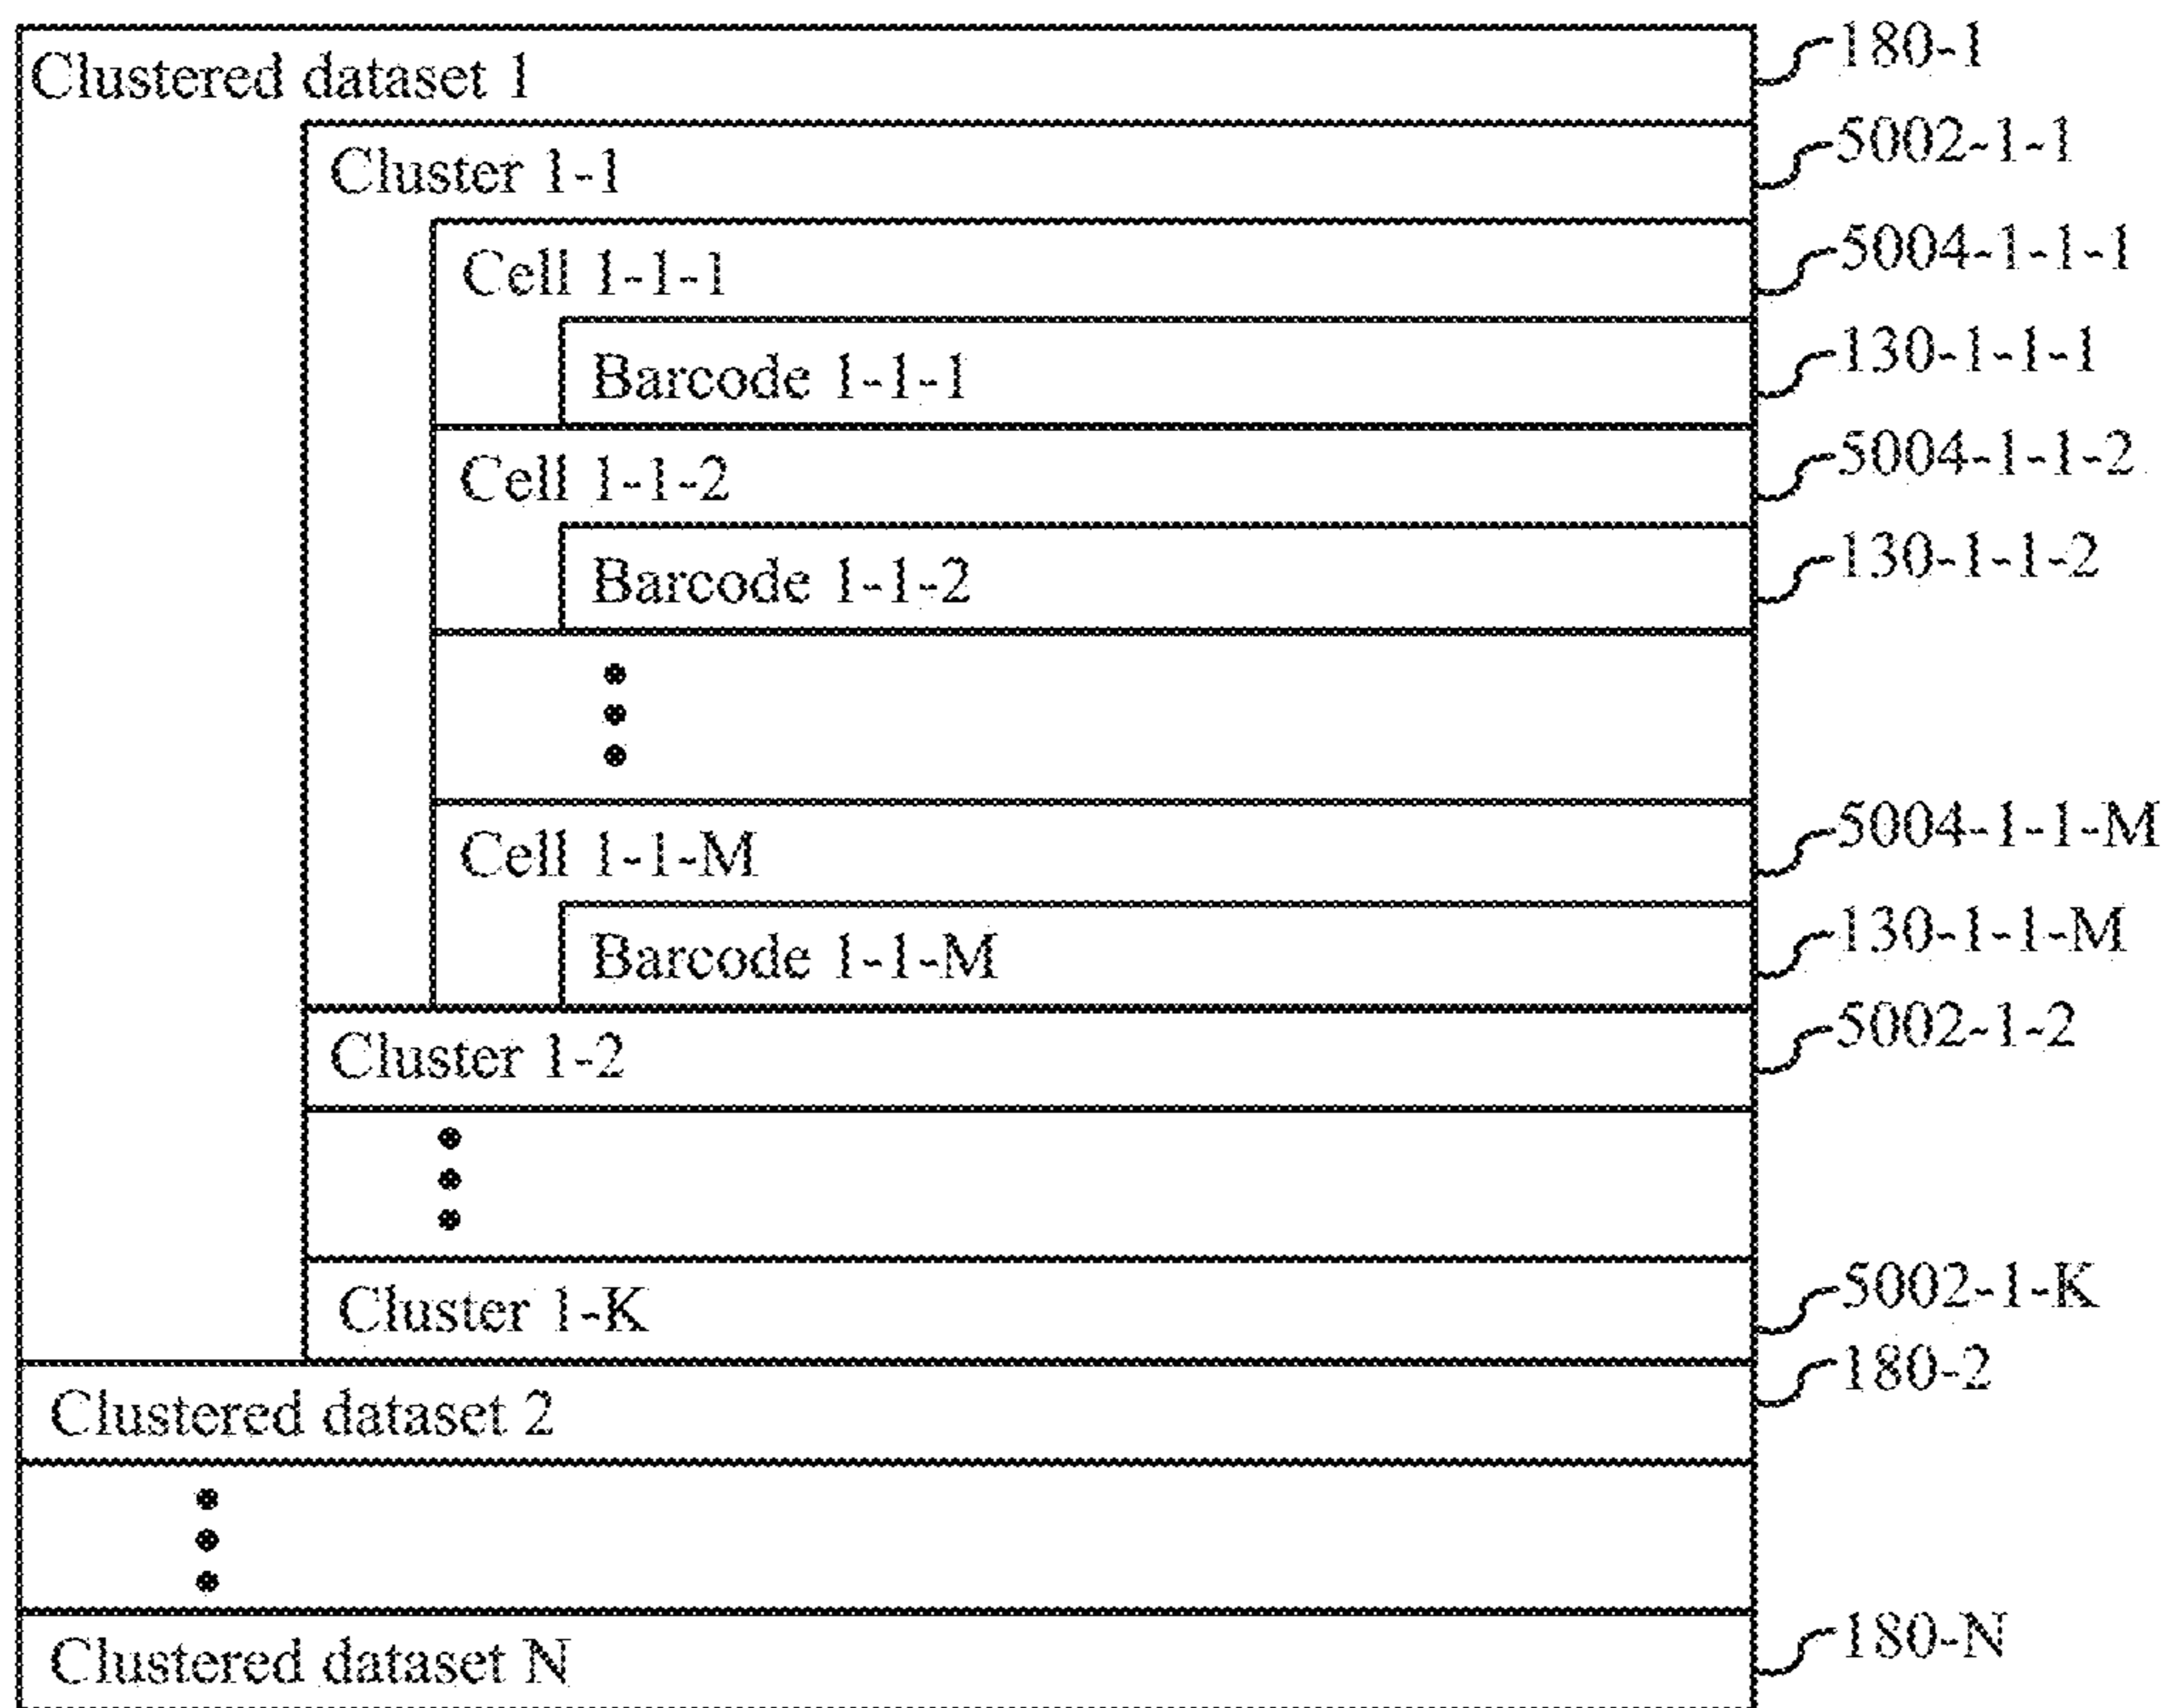 Clustered dataset 1
180-1
Cluster 1-1
5002-1-1
Cell 1-1-1
5004-1-1-1
Barcode 1-1-1
130-1-1-1
Cell 1-1-2
5004-1-1-2
Barcode 1-1-2
130-1-1-2
Cell 1-1-M
5004-1-1-M
Barcode 1-1-M
130-1-1-M
Cluster 1-2
5002-1-2
Cluster 1-K
5002-1-K
Clustered dataset 2
180-2
Clustered dataset N
180-N